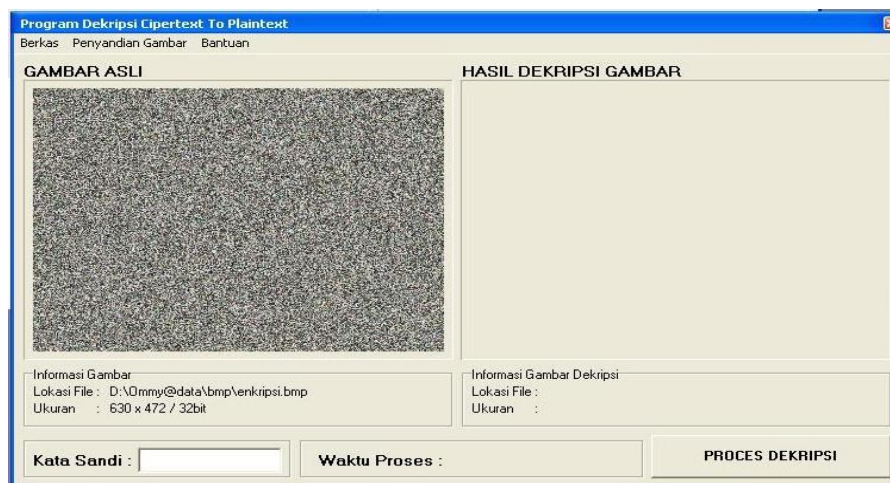 Program Dekripsi Cipertext To Plaintext
Berkas Penyandian Gambar Bantuan
GAMBAR ASLI
HASIL DEKRIPSI GAMBAR
Informasi Gambar
Lokasi File : D:\Ommy@data\bmp\enkripsi.bmp
Ukuran : 630 x 472 / 32bit
Informasi Gambar Dekripsi
Lokasi File :
Ukuran :
Kata Sandi :
Waktu Proses :
PROCES DEKRIPSI